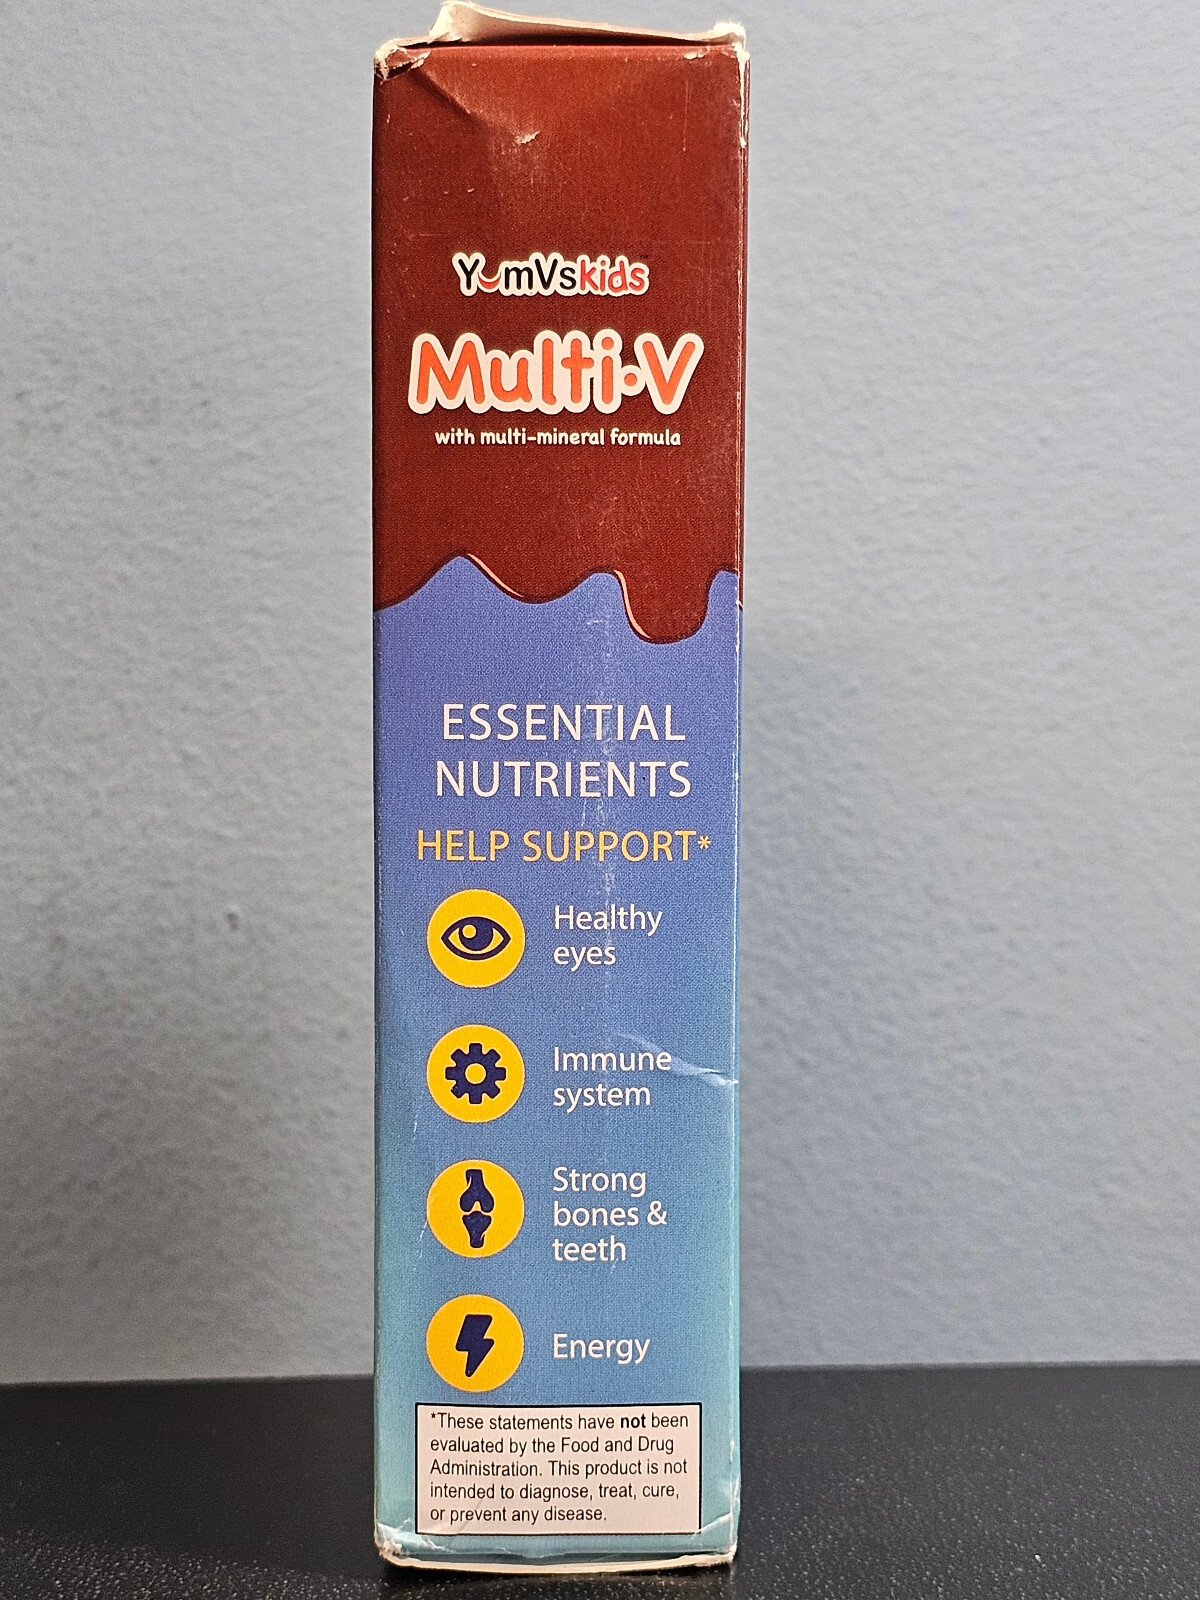 YumVskids
Multi•V
with multi-mineral formula
ESSENTIAL
NUTRIENTS
HELP SUPPORT*
Healthy
eyes
Immune
system
Strong
bones &
teeth
Energy
*These statements have not been
evaluated by the Food and Drug
Administration. This product is not
intended to diagnose, treat, cure,
or prevent any disease.